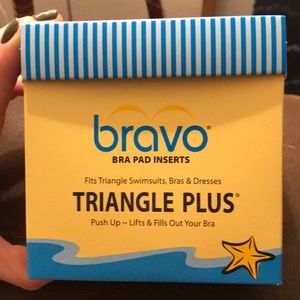 bravo®
BRA PAD INSERTS
Fits Triangle Swimsuits, Bras & Dresses
TRIANGLE PLUS®
Push Up ~ Lifts & Fills Out Your Bra